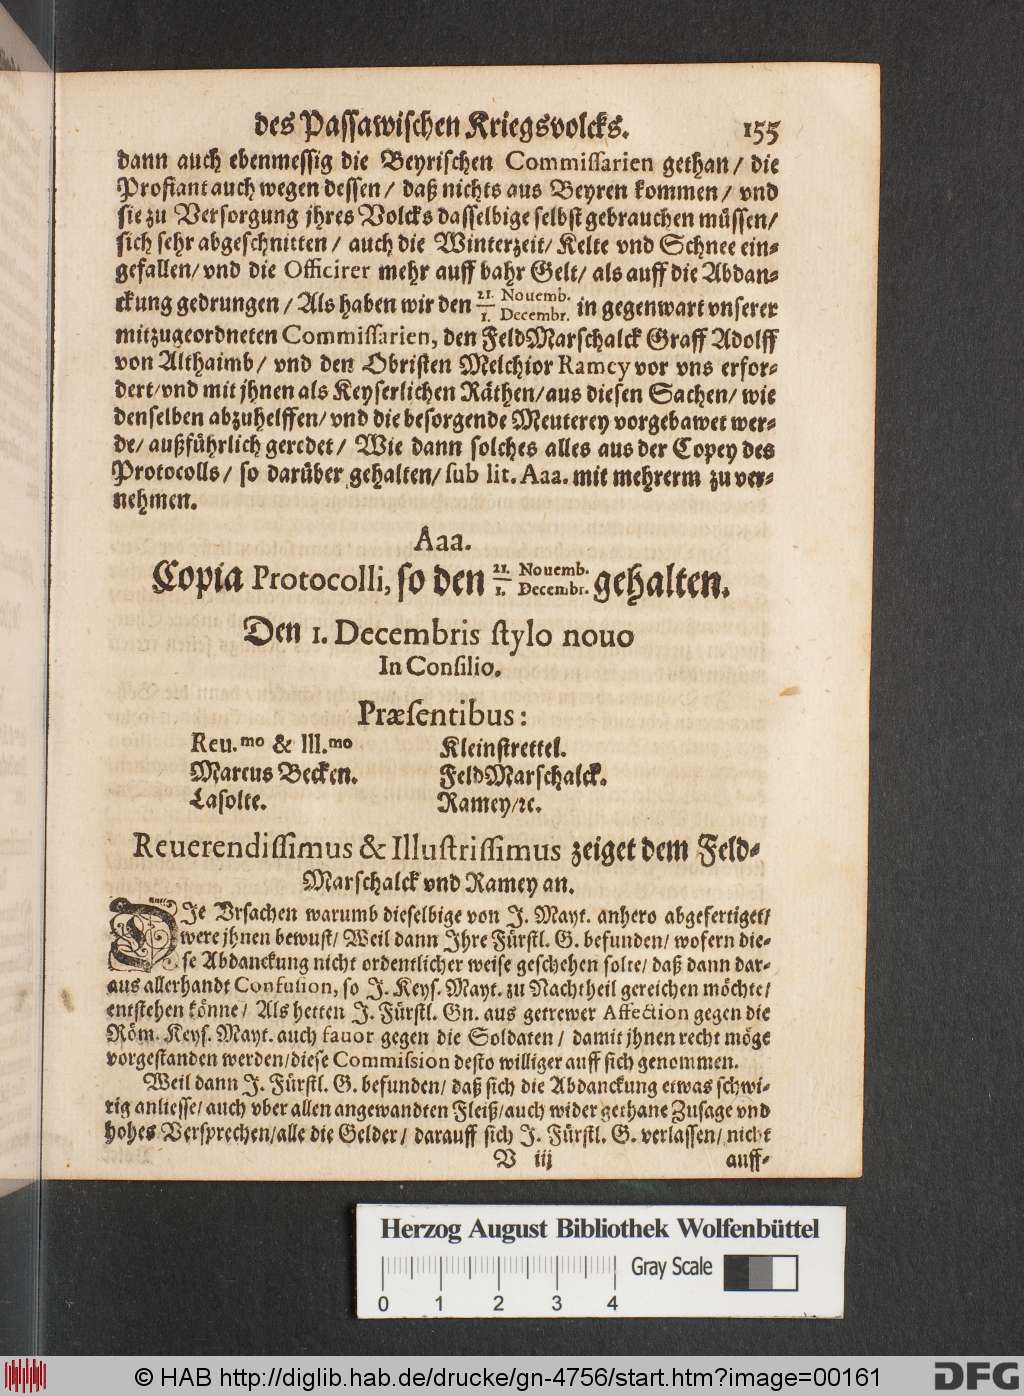 des Passawischen Kriegsvolcks. 155
dann auch ebenmessig die Beyrischen Commissarien gethan / die
Profiant auch wegen dessen / daß nichts aus Beyren kommen / vnd
sie zu Versorgung jhres Volcks dasselbige selbst gebrauchen müssen /
sich sehr abgeschnitten / auch die Winterzeit / Kelte vnd Schnee ein-
gefallen / vnd die Officirer mehr auff bahr Gelt / als auff die Abdan-
ckung gedrungen / Als haben wir den 21. Nouemb. / 1. Decembr. in gegenwart vnserer
mitzugeordneten Commissarien, den FeldMarschalck Graff Adolff
von Althaimb / vnd den Obristen Melchior Ramey vor vns erfor-
dert / vnd mit jhnen als Keyserlichen Räthen / aus diesen Sachen / wie
denselben abzuhelffen / vnd die besorgende Meuterey vorgebawet wer-
de / außführlich geredet / Wie dann solches alles aus der Copey des
Protocolls / so darüber gehalten / sub lit. Aaa. mit mehrerm zu ver-
nehmen.
Aaa.
Copia Protocolli, so den 21. Nouemb. / 1. Decembr. gehalten.
Den 1. Decembris stylo nouo
In Consilio.
Præsentibus:
Reu.mo & Ill.mo Kleinstrettel.
Marcus Becken. FeldMarschalck.
Lasolte. Ramey / ꝛc.
Reuerendissimus & Illustrissimus zeiget dem Feld-
Marschalck vnd Ramey an.
DIe Vrsachen warumb dieselbige von J. Mayt. anhero abgefertiget /
were jhnen bewust / Weil dann Ihre Fürstl. G. befunden / wofern die-
se Abdanckung nicht ordentlicher weise geschehen solte / daß dann dar-
aus allerhandt Confusion, so J. Keys. Mayt. zu Nachtheil gereichen möchte /
entstehen könne / Als hetten J. Fürstl. Gn. aus getrewer Affection gegen die
Röm. Keys. Mayt. auch fauor gegen die Soldaten / damit jhnen recht möge
vorgestanden werden / diese Commission desto williger auff sich genommen.
Weil dann J. Fürstl. G. befunden / daß sich die Abdanckung etwas schwi-
rig anliesse / auch vber allen angewandten Fleiß / auch wider gethane Zusage vnd
hohes Versprechen / alle die Gelder / darauff sich J. Fürstl. G. verlassen / nicht
V iij auff-
Herzog August Bibliothek Wolfenbüttel
Gray Scale
0 1 2 3 4
© HAB http://diglib.hab.de/drucke/gn-4756/start.htm?image=00161 DFG